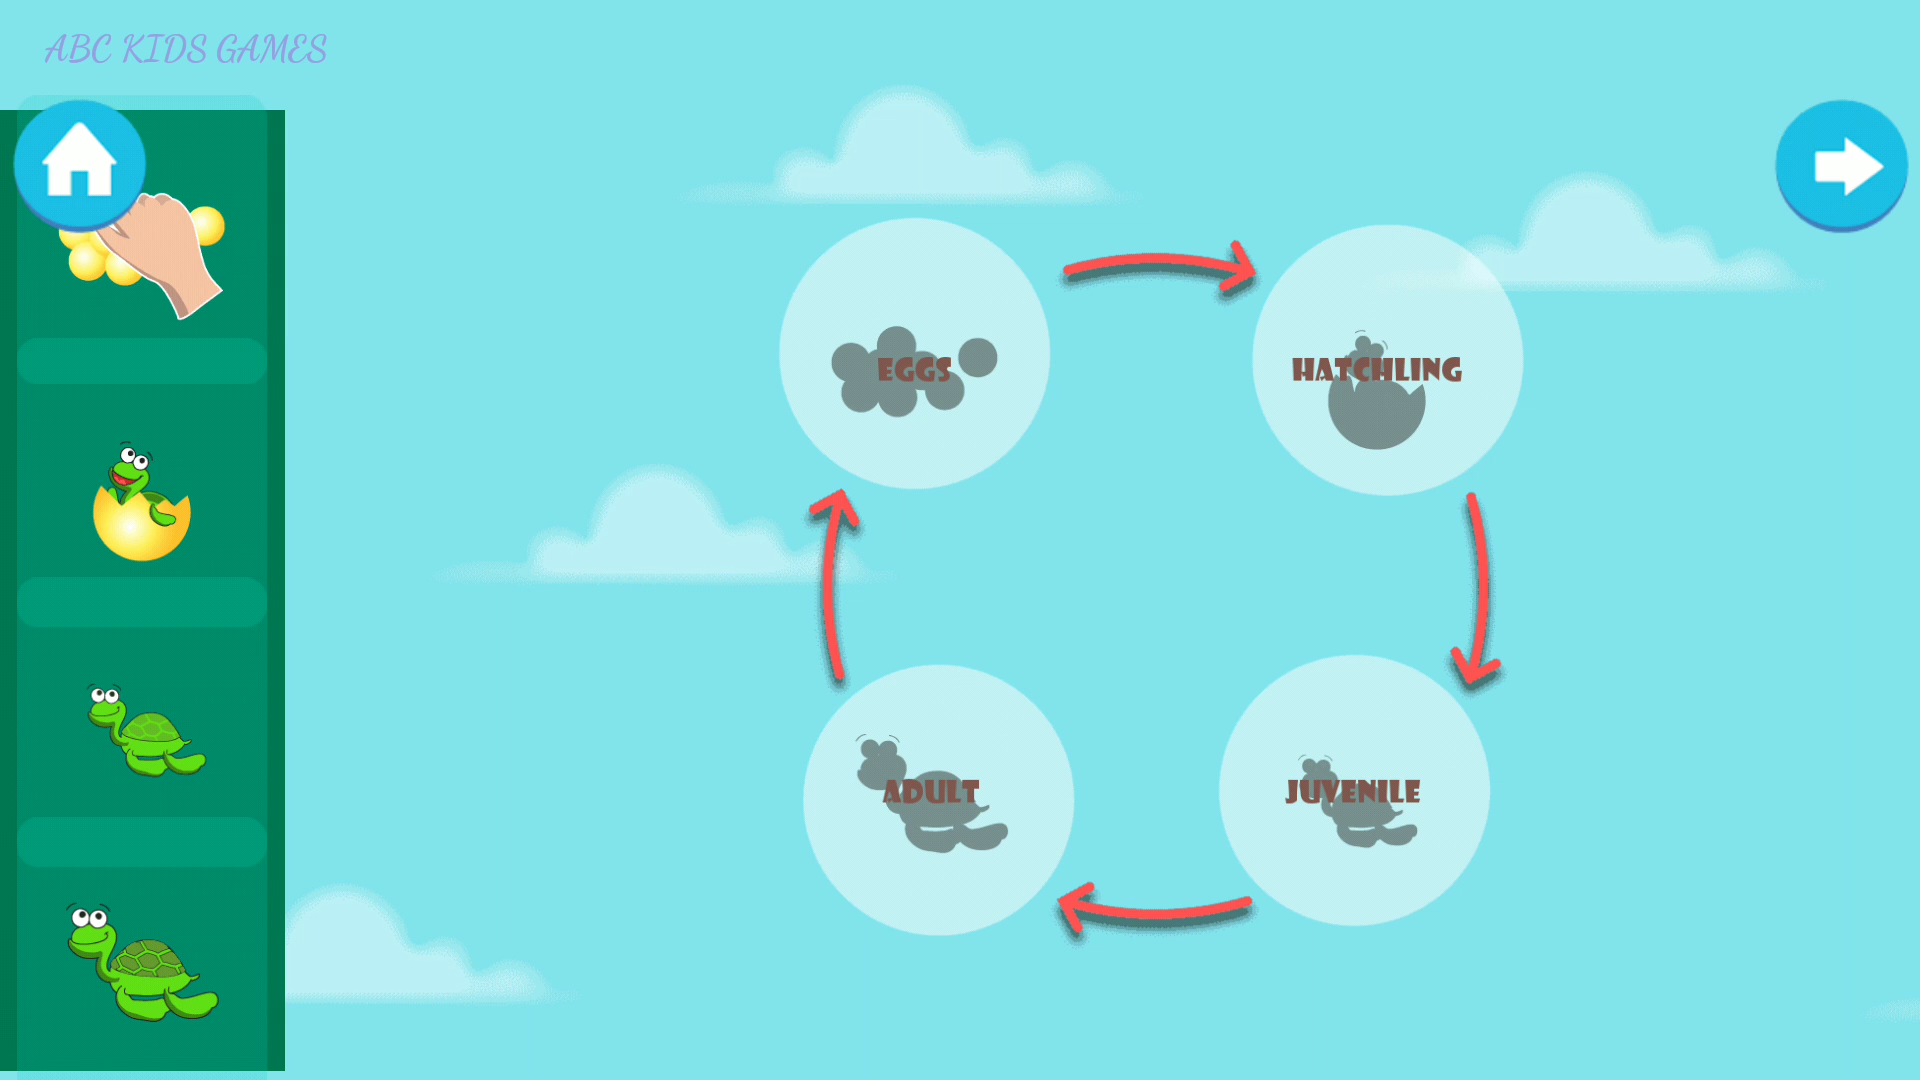 ABC KIDS GAMES
EGGS
HATCHLING
ADULT
JUVENILE